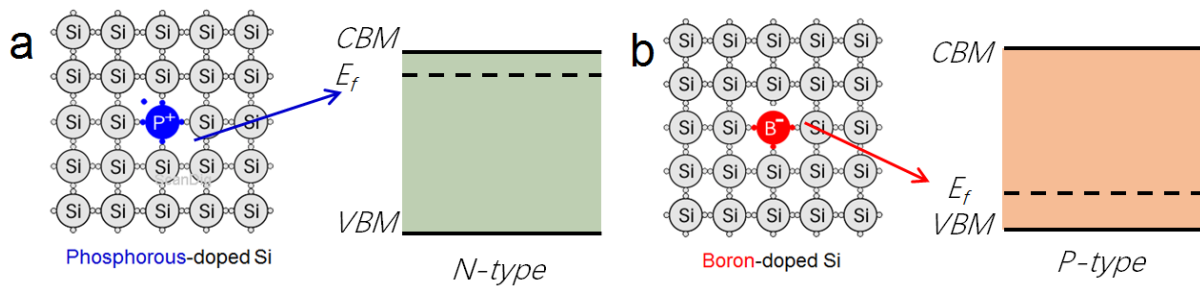 a
Si Si Si Si Si
Si Si Si Si Si
Si Si P+ Si Si
Si Si Si Si Si
Si Si Si Si Si
Phosphorous-doped Si
CBM
Ef
VBM
N-type
b
Si Si Si Si Si
Si Si Si Si Si
Si Si B- Si Si
Si Si Si Si Si
Si Si Si Si Si
Boron-doped Si
CBM
Ef
VBM
P-type